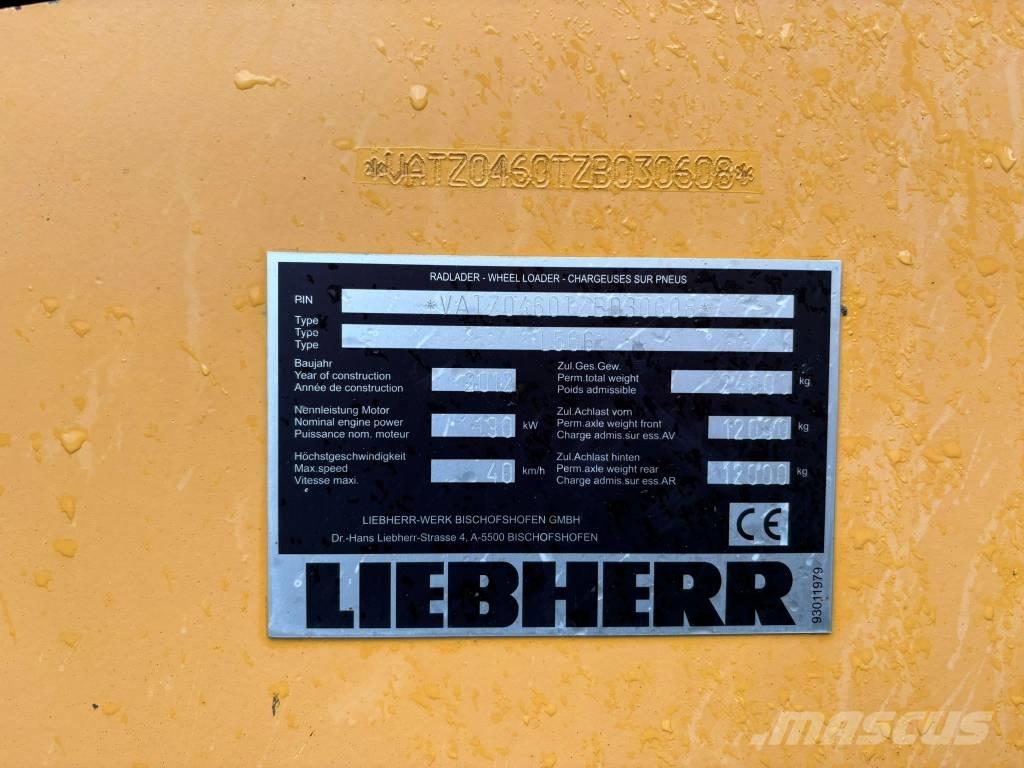 *VATZ0460TZB030608*
RADLADER - WHEEL LOADER - CHARGEUSES SUR PNEUS
PIN *VATZ0460TZB030608*
Type
Type
Type
Baujahr
Year of construction 2012
Année de construction
Nennleistung Motor
Nominal engine power kW
Puissance nom. moteur
Höchstgeschwindigkeit
Max.speed 40 km/h
Vitesse maxi.
Zul.Ges.Gew.
Perm.total weight kg
Poids admissible
Zul.Achlast vorn
Perm.axle weight front kg
Charge admis.sur ess.AV
Zul.Achlast hinten
Perm.axle weight rear 12000 kg
Charge admis.sur ess.AR
LIEBHERR-WERK BISCHOFSHOFEN GMBH
Dr.-Hans Liebherr-Strasse 4, A-5500 BISCHOFSHOFEN
CE
LIEBHERR
93011979
mascus